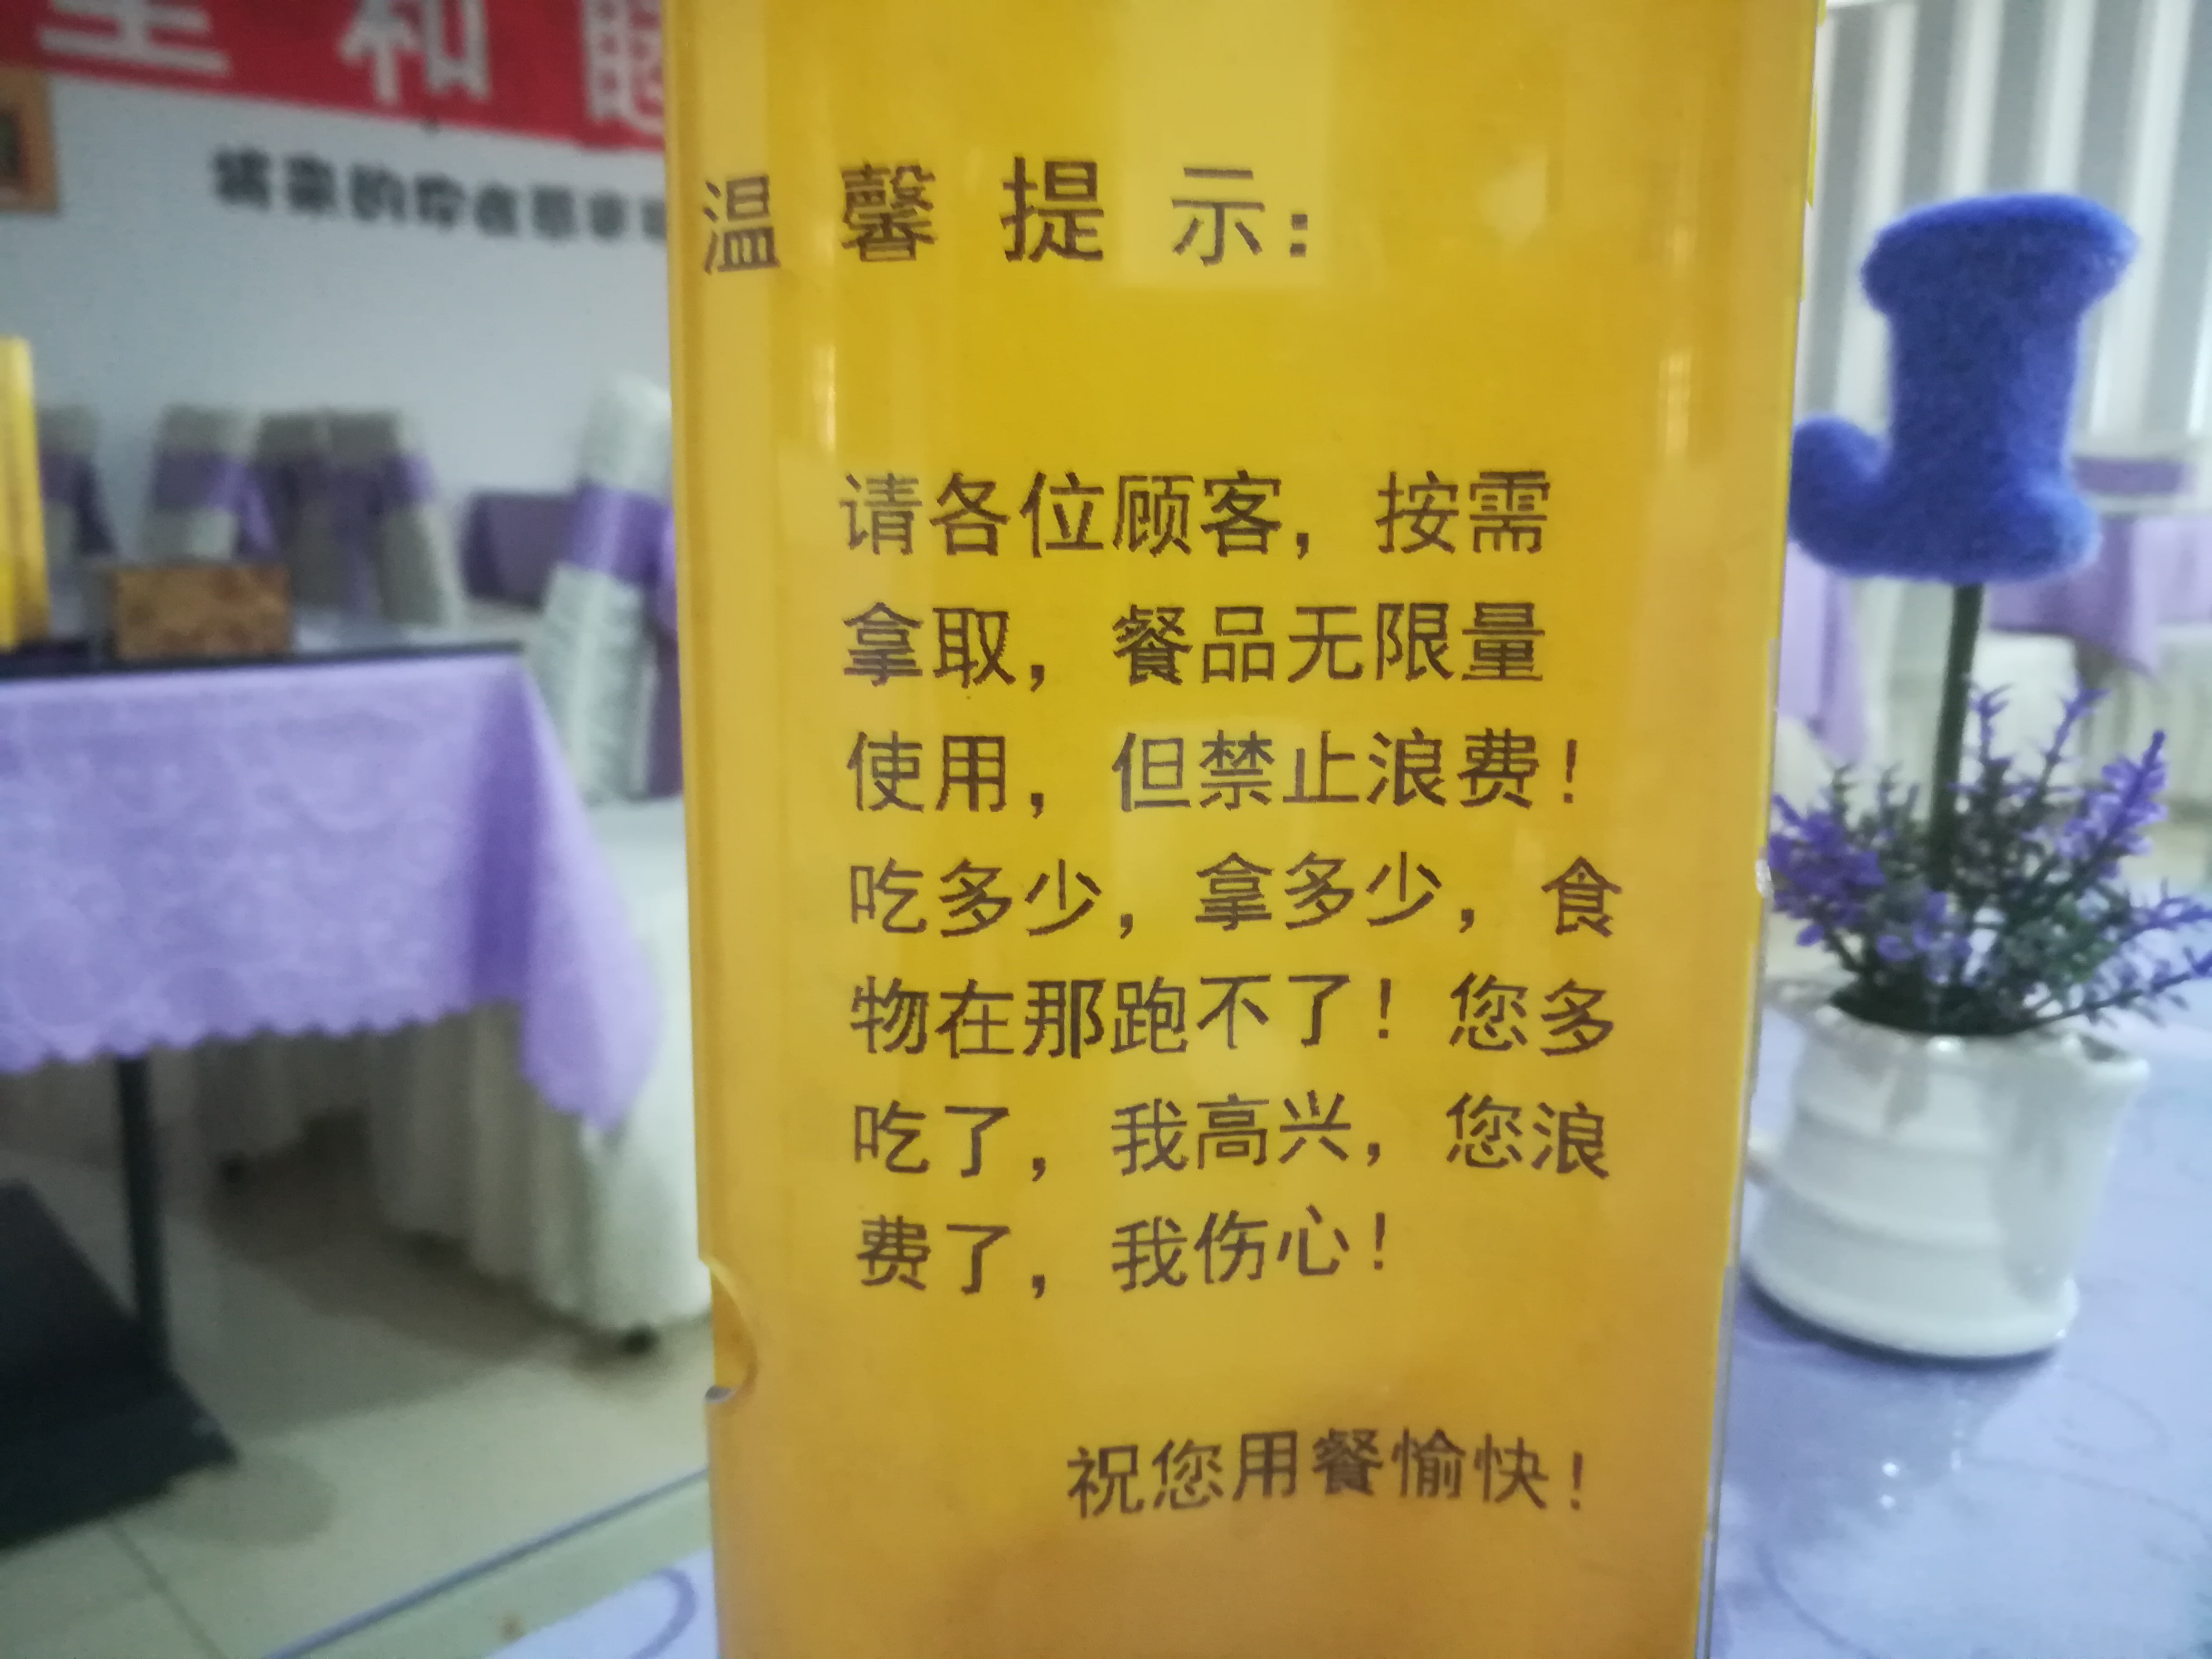 和
温馨提示：
请各位顾客，按需
拿取，餐品无限量
使用，但禁止浪费！
吃多少，拿多少，食
物在那跑不了！您多
吃了，我高兴，您浪
费了，我伤心！
祝您用餐愉快！